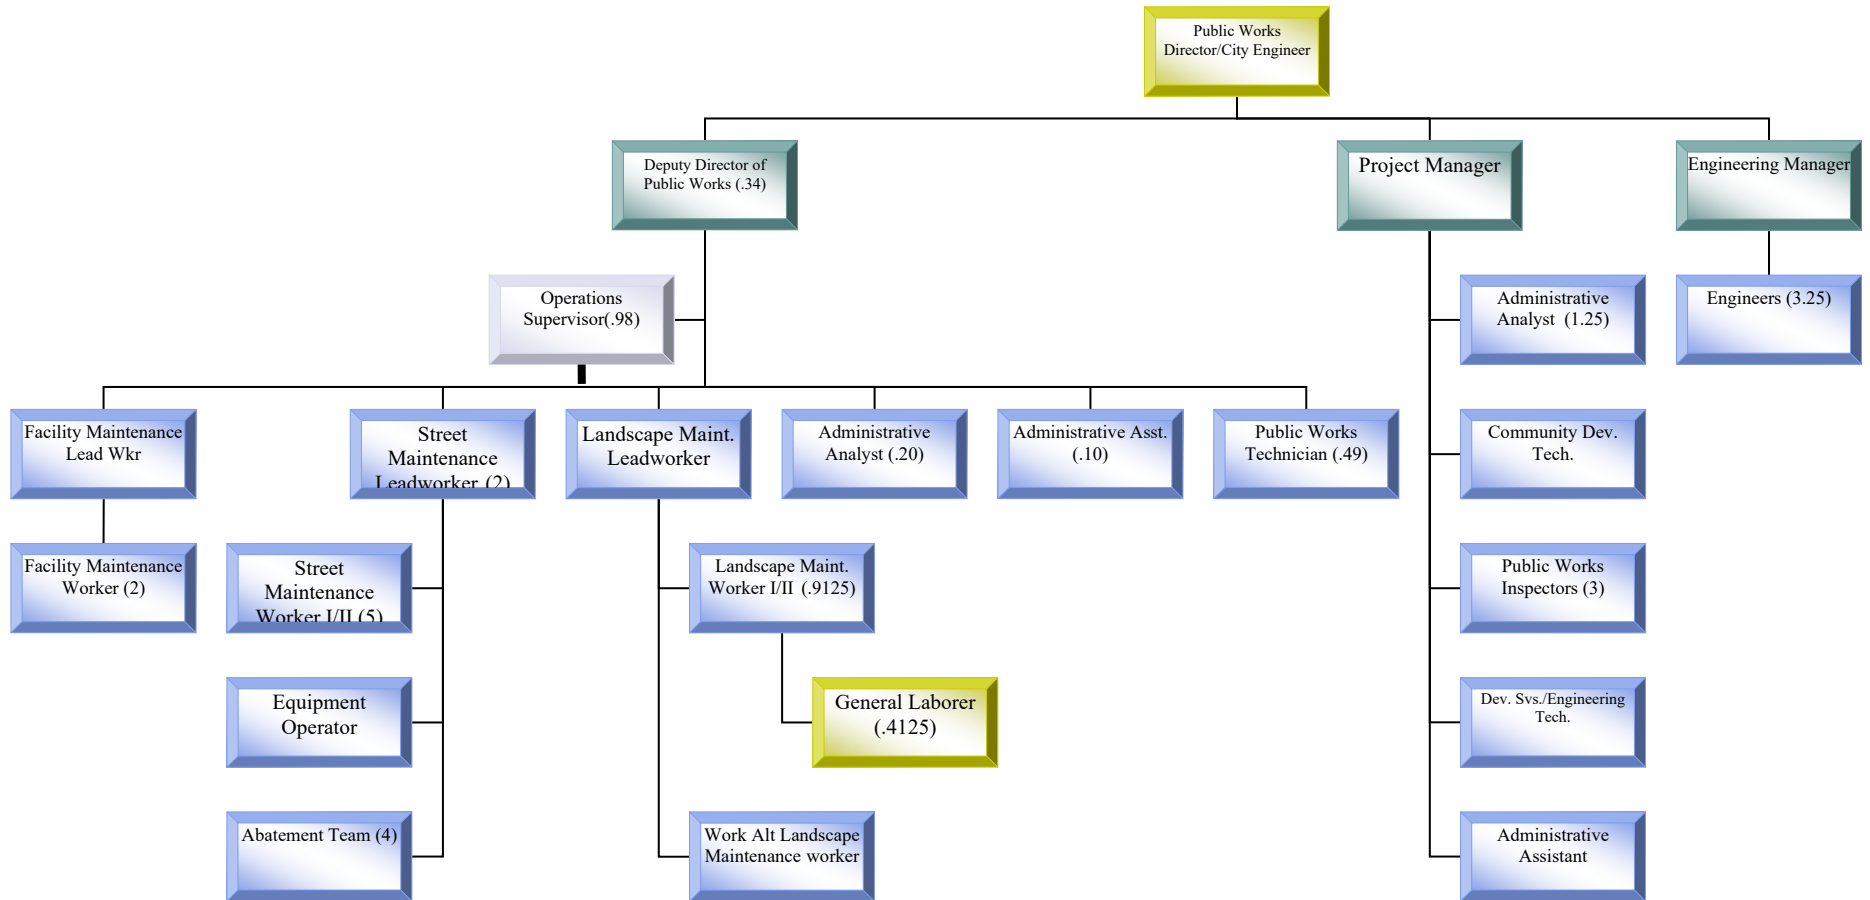 Public Works
Director/City Engineer
Deputy Director of
Public Works (.34)
Project Manager
Engineering Manager
Operations
Supervisor(.98)
Administrative
Analyst (1.25)
Engineers (3.25)
Facility Maintenance
Lead Wkr
Street
Maintenance
Leadworker (2)
Landscape Maint.
Leadworker
Administrative
Analyst (.20)
Administrative Asst.
(.10)
Public Works
Technician (.49)
Community Dev.
Tech.
Facility Maintenance
Worker (2)
Street
Maintenance
Worker I/II (5)
Landscape Maint.
Worker I/II (.9125)
Public Works
Inspectors (3)
Equipment
Operator
General Laborer
(.4125)
Dev. Svs./Engineering
Tech.
Abatement Team (4)
Work Alt Landscape
Maintenance worker
Administrative
Assistant